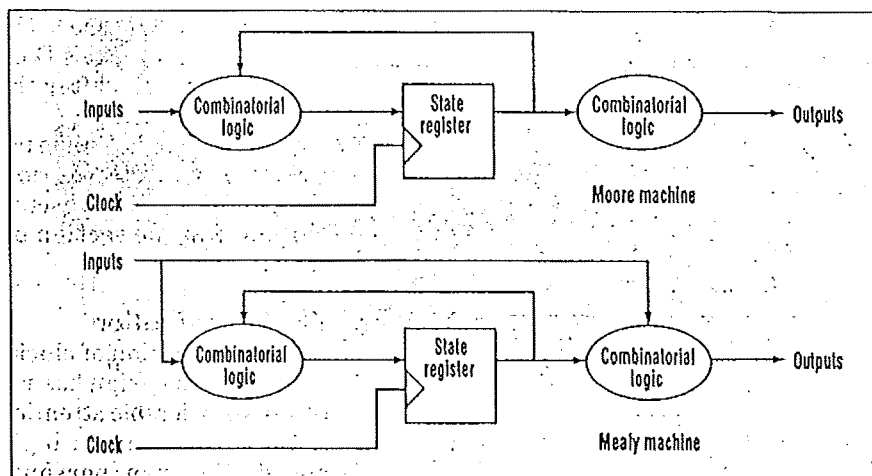 Inputs
Combinatorial
logic
State
register
Combinatorial
logic
Outputs
Clock
Moore machine
Inputs
Combinatorial
logic
State
register
Combinatorial
logic
Outputs
Clock
Mealy machine